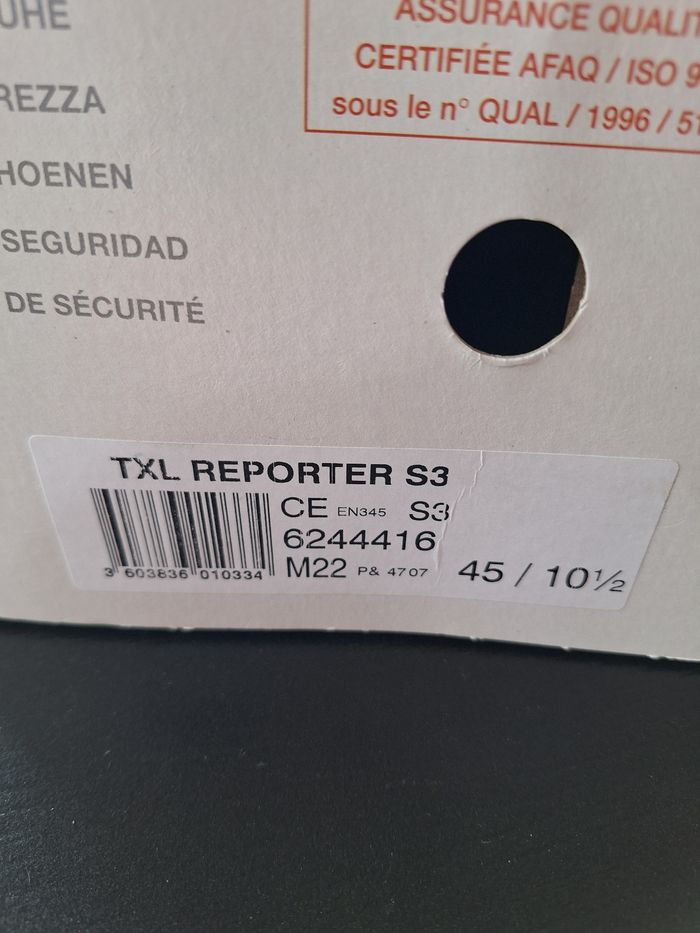 UHE
REZZA
HOENEN
SEGURIDAD
DE SÉCURITÉ
ASSURANCE QUALIT
CERTIFIÉE AFAQ / ISO 9
sous le n° QUAL / 1996 / 51
TXL REPORTER S3
CE EN345 S3
6244416
3 603836 010334
M22 P& 4707
45 / 10½